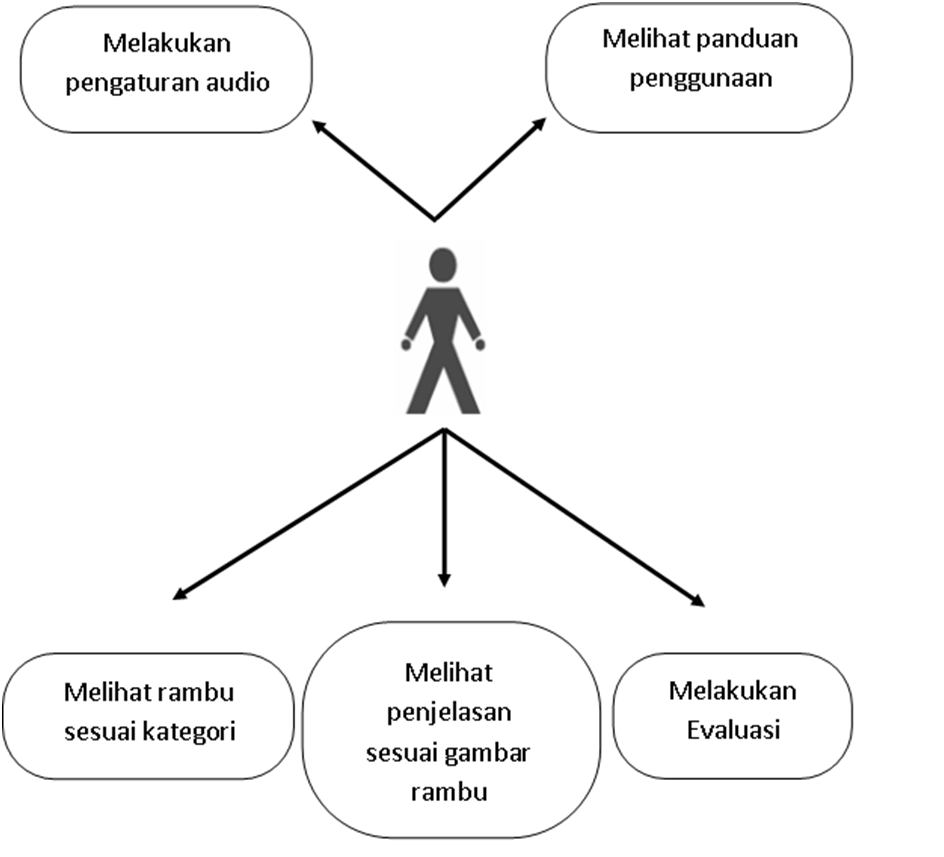 Melakukan
pengaturan audio
Melihat panduan
penggunaan
Melihat rambu
sesuai kategori
Melihat
penjelasan
sesuai gambar
rambu
Melakukan
Evaluasi